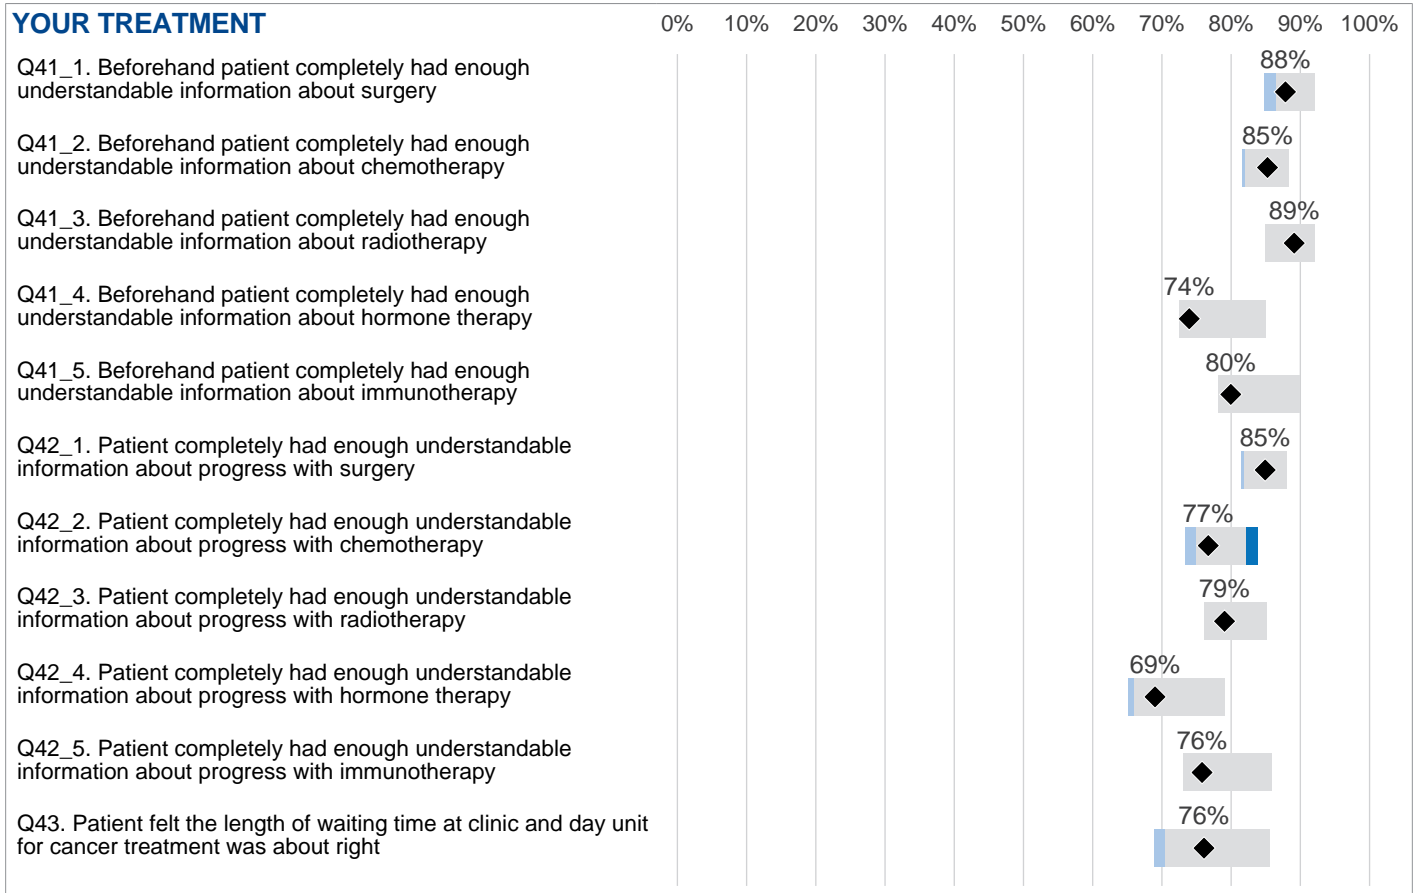 YOUR TREATMENT
0% 10% 20% 30% 40% 50% 60% 70% 80% 90% 100%
Q41_1. Beforehand patient completely had enough
understandable information about surgery
88%
Q41_2. Beforehand patient completely had enough
understandable information about chemotherapy
85%
Q41_3. Beforehand patient completely had enough
understandable information about radiotherapy
89%
Q41_4. Beforehand patient completely had enough
understandable information about hormone therapy
74%
Q41_5. Beforehand patient completely had enough
understandable information about immunotherapy
80%
Q42_1. Patient completely had enough understandable
information about progress with surgery
85%
Q42_2. Patient completely had enough understandable
information about progress with chemotherapy
77%
Q42_3. Patient completely had enough understandable
information about progress with radiotherapy
79%
Q42_4. Patient completely had enough understandable
information about progress with hormone therapy
69%
Q42_5. Patient completely had enough understandable
information about progress with immunotherapy
76%
Q43. Patient felt the length of waiting time at clinic and day unit
for cancer treatment was about right
76%